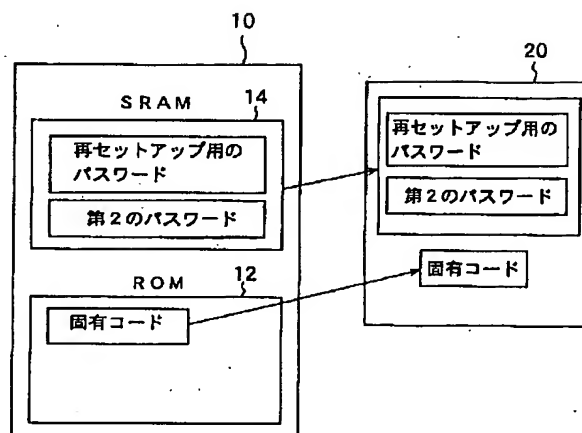 10
SRAM
14
再セットアップ用の
パスワード
第2のパスワード
ROM
12
固有コード
20
再セットアップ用の
パスワード
第2のパスワード
固有コード